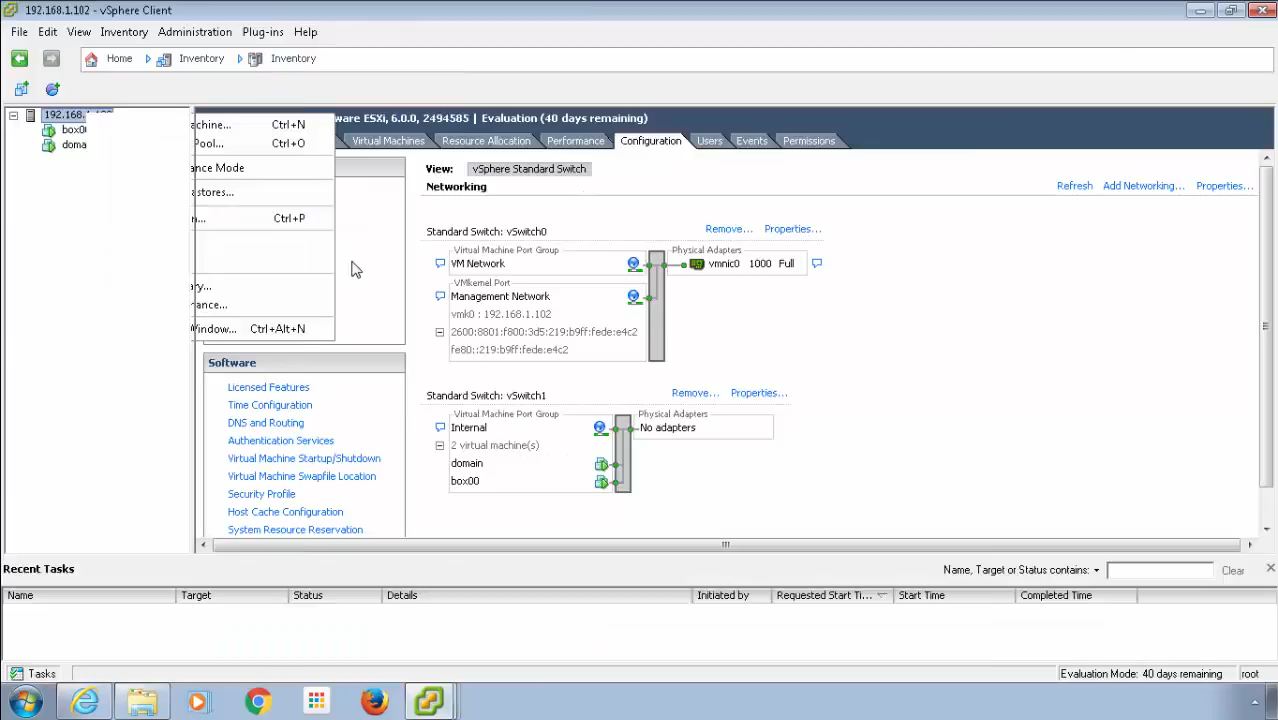 192.168.1.102 - vSphere Client
File Edit View Inventory Administration Plug-ins Help
Home Inventory Inventory
192.168.
box0
doma
achine... Ctrl+N
Pool... Ctrl+O
ance Mode
astores...
n... Ctrl+P
ary...
nance...
Window... Ctrl+Alt+N
ware ESXi, 6.0.0, 2494585 | Evaluation (40 days remaining)
Virtual Machines Resource Allocation Performance Configuration Users Events Permissions
View: vSphere Standard Switch
Networking
Refresh Add Networking... Properties...
Standard Switch: vSwitch0 Remove... Properties...
Virtual Machine Port Group Physical Adapters
VM Network vmnic0 1000 Full
VMkernel Port
Management Network
vmk0 : 192.168.1.102
2600:8801:f800:3d5:219:b9ff:fede:e4c2
fe80::219:b9ff:fede:e4c2
Standard Switch: vSwitch1 Remove... Properties...
Virtual Machine Port Group Physical Adapters
Internal No adapters
2 virtual machine(s)
domain
box00
Software
Licensed Features
Time Configuration
DNS and Routing
Authentication Services
Virtual Machine Startup/Shutdown
Virtual Machine Swapfile Location
Security Profile
Host Cache Configuration
System Resource Reservation
Recent Tasks Name, Target or Status contains: Clear
Name Target Status Details Initiated by Requested Start Ti... Start Time Completed Time
Tasks Evaluation Mode: 40 days remaining root